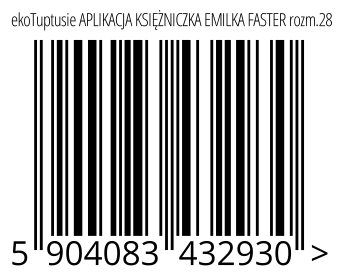 ekoTuptusie APLIKACJA KSIĘŻNICZKA EMILKA FASTER rozm.28
5 904083 432930 >